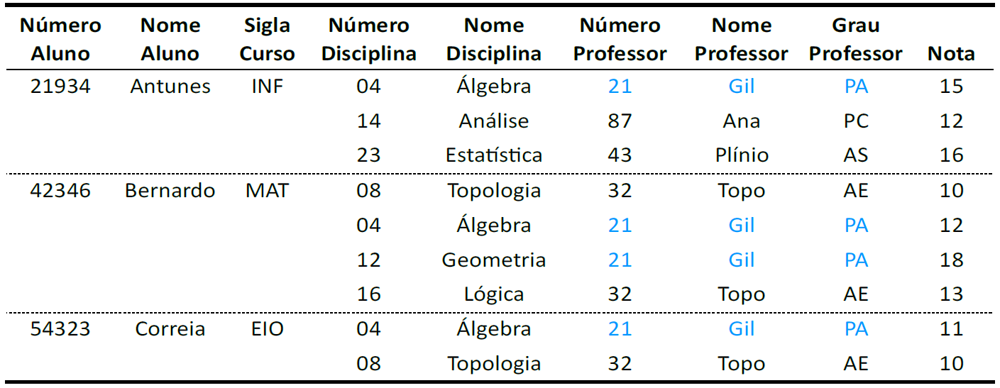 Número Nome Sigla Número Nome Número Nome Grau
Aluno Aluno Curso Disciplina Disciplina Professor Professor Professor Nota
21934 Antunes INF 04 Álgebra 21 Gil PA 15
14 Análise 87 Ana PC 12
23 Estatística 43 Plínio AS 16
42346 Bernardo MAT 08 Topologia 32 Topo AE 10
04 Álgebra 21 Gil PA 12
12 Geometria 21 Gil PA 18
16 Lógica 32 Topo AE 13
54323 Correia EIO 04 Álgebra 21 Gil PA 11
08 Topologia 32 Topo AE 10